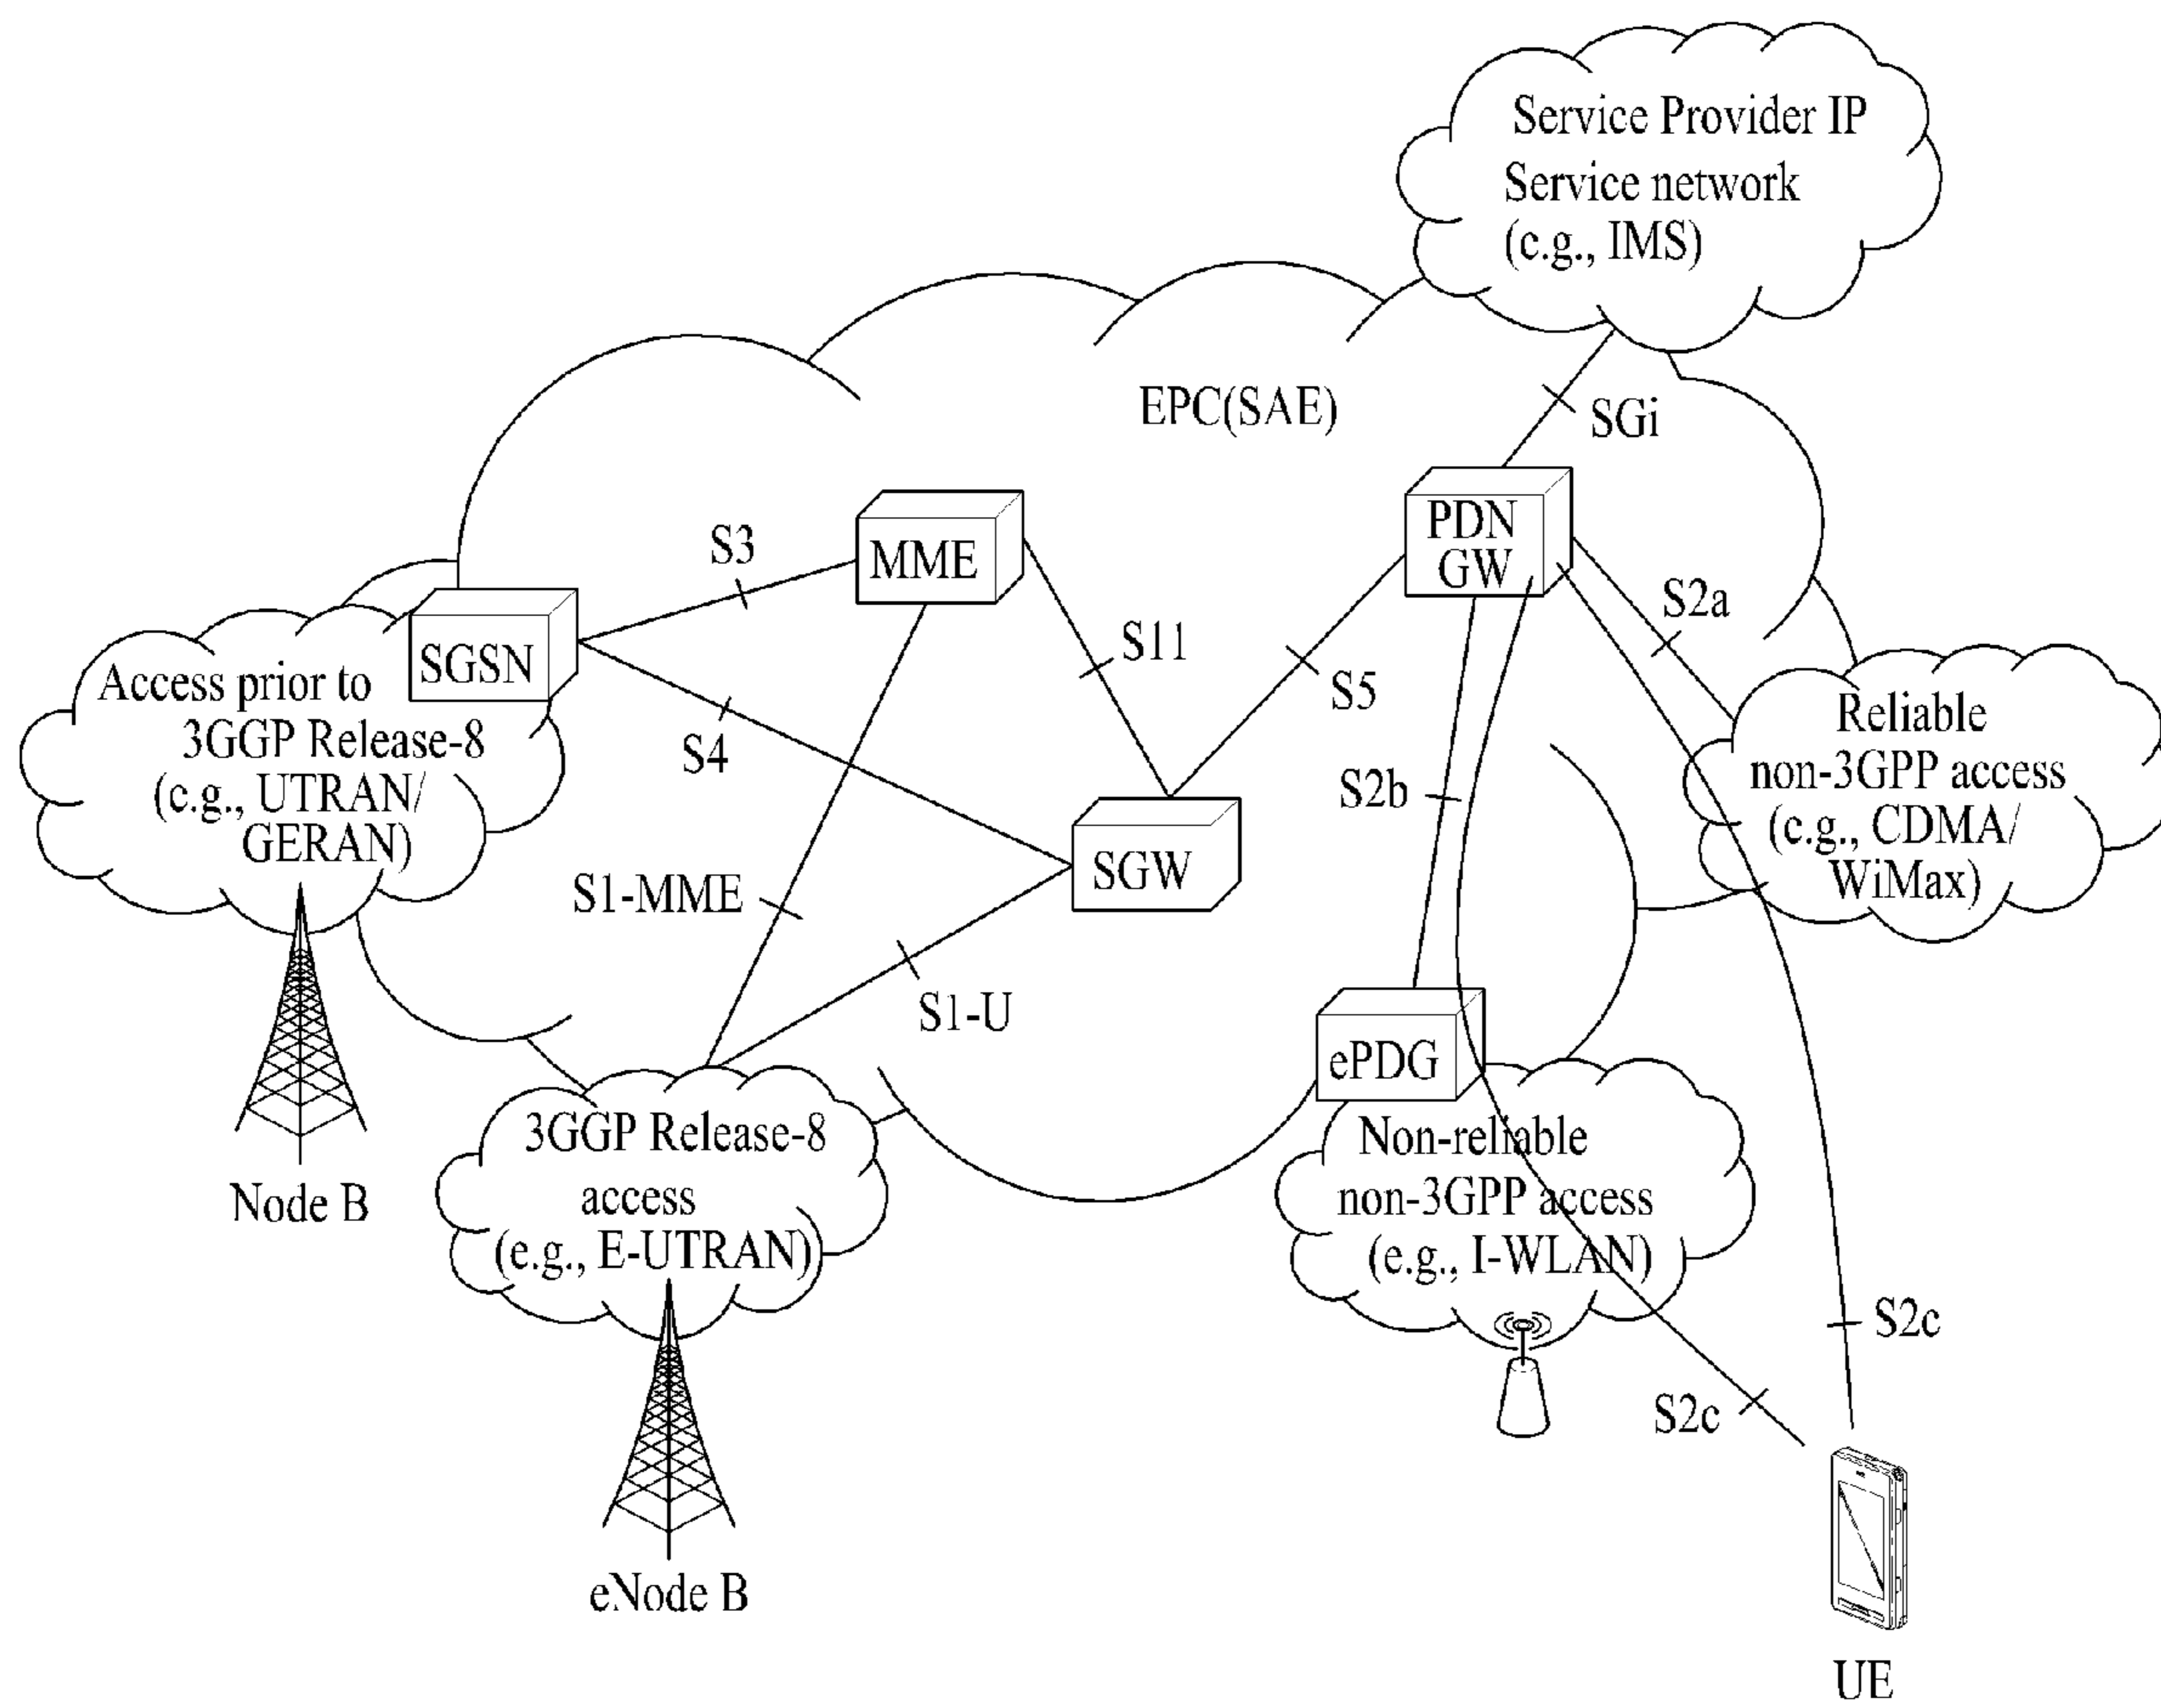 Service Provider IP
Service network
(c.g., IMS)
EPC(SAE)
SGi
PDN
GW
MME
S3
S2a
SGSN
S11
S5
Access prior to
3GGP Release-8
(c.g., UTRAN/
GERAN)
S4
S2b
Reliable
non-3GPP access
(c.g., CDMA/
WiMax)
SGW
S1-MME
S1-U
ePDG
Node B
3GGP Release-8
access
(e.g., E-UTRAN)
Non-reliable
non-3GPP access
(e.g., I-WLAN)
S2c
S2c
eNode B
UE